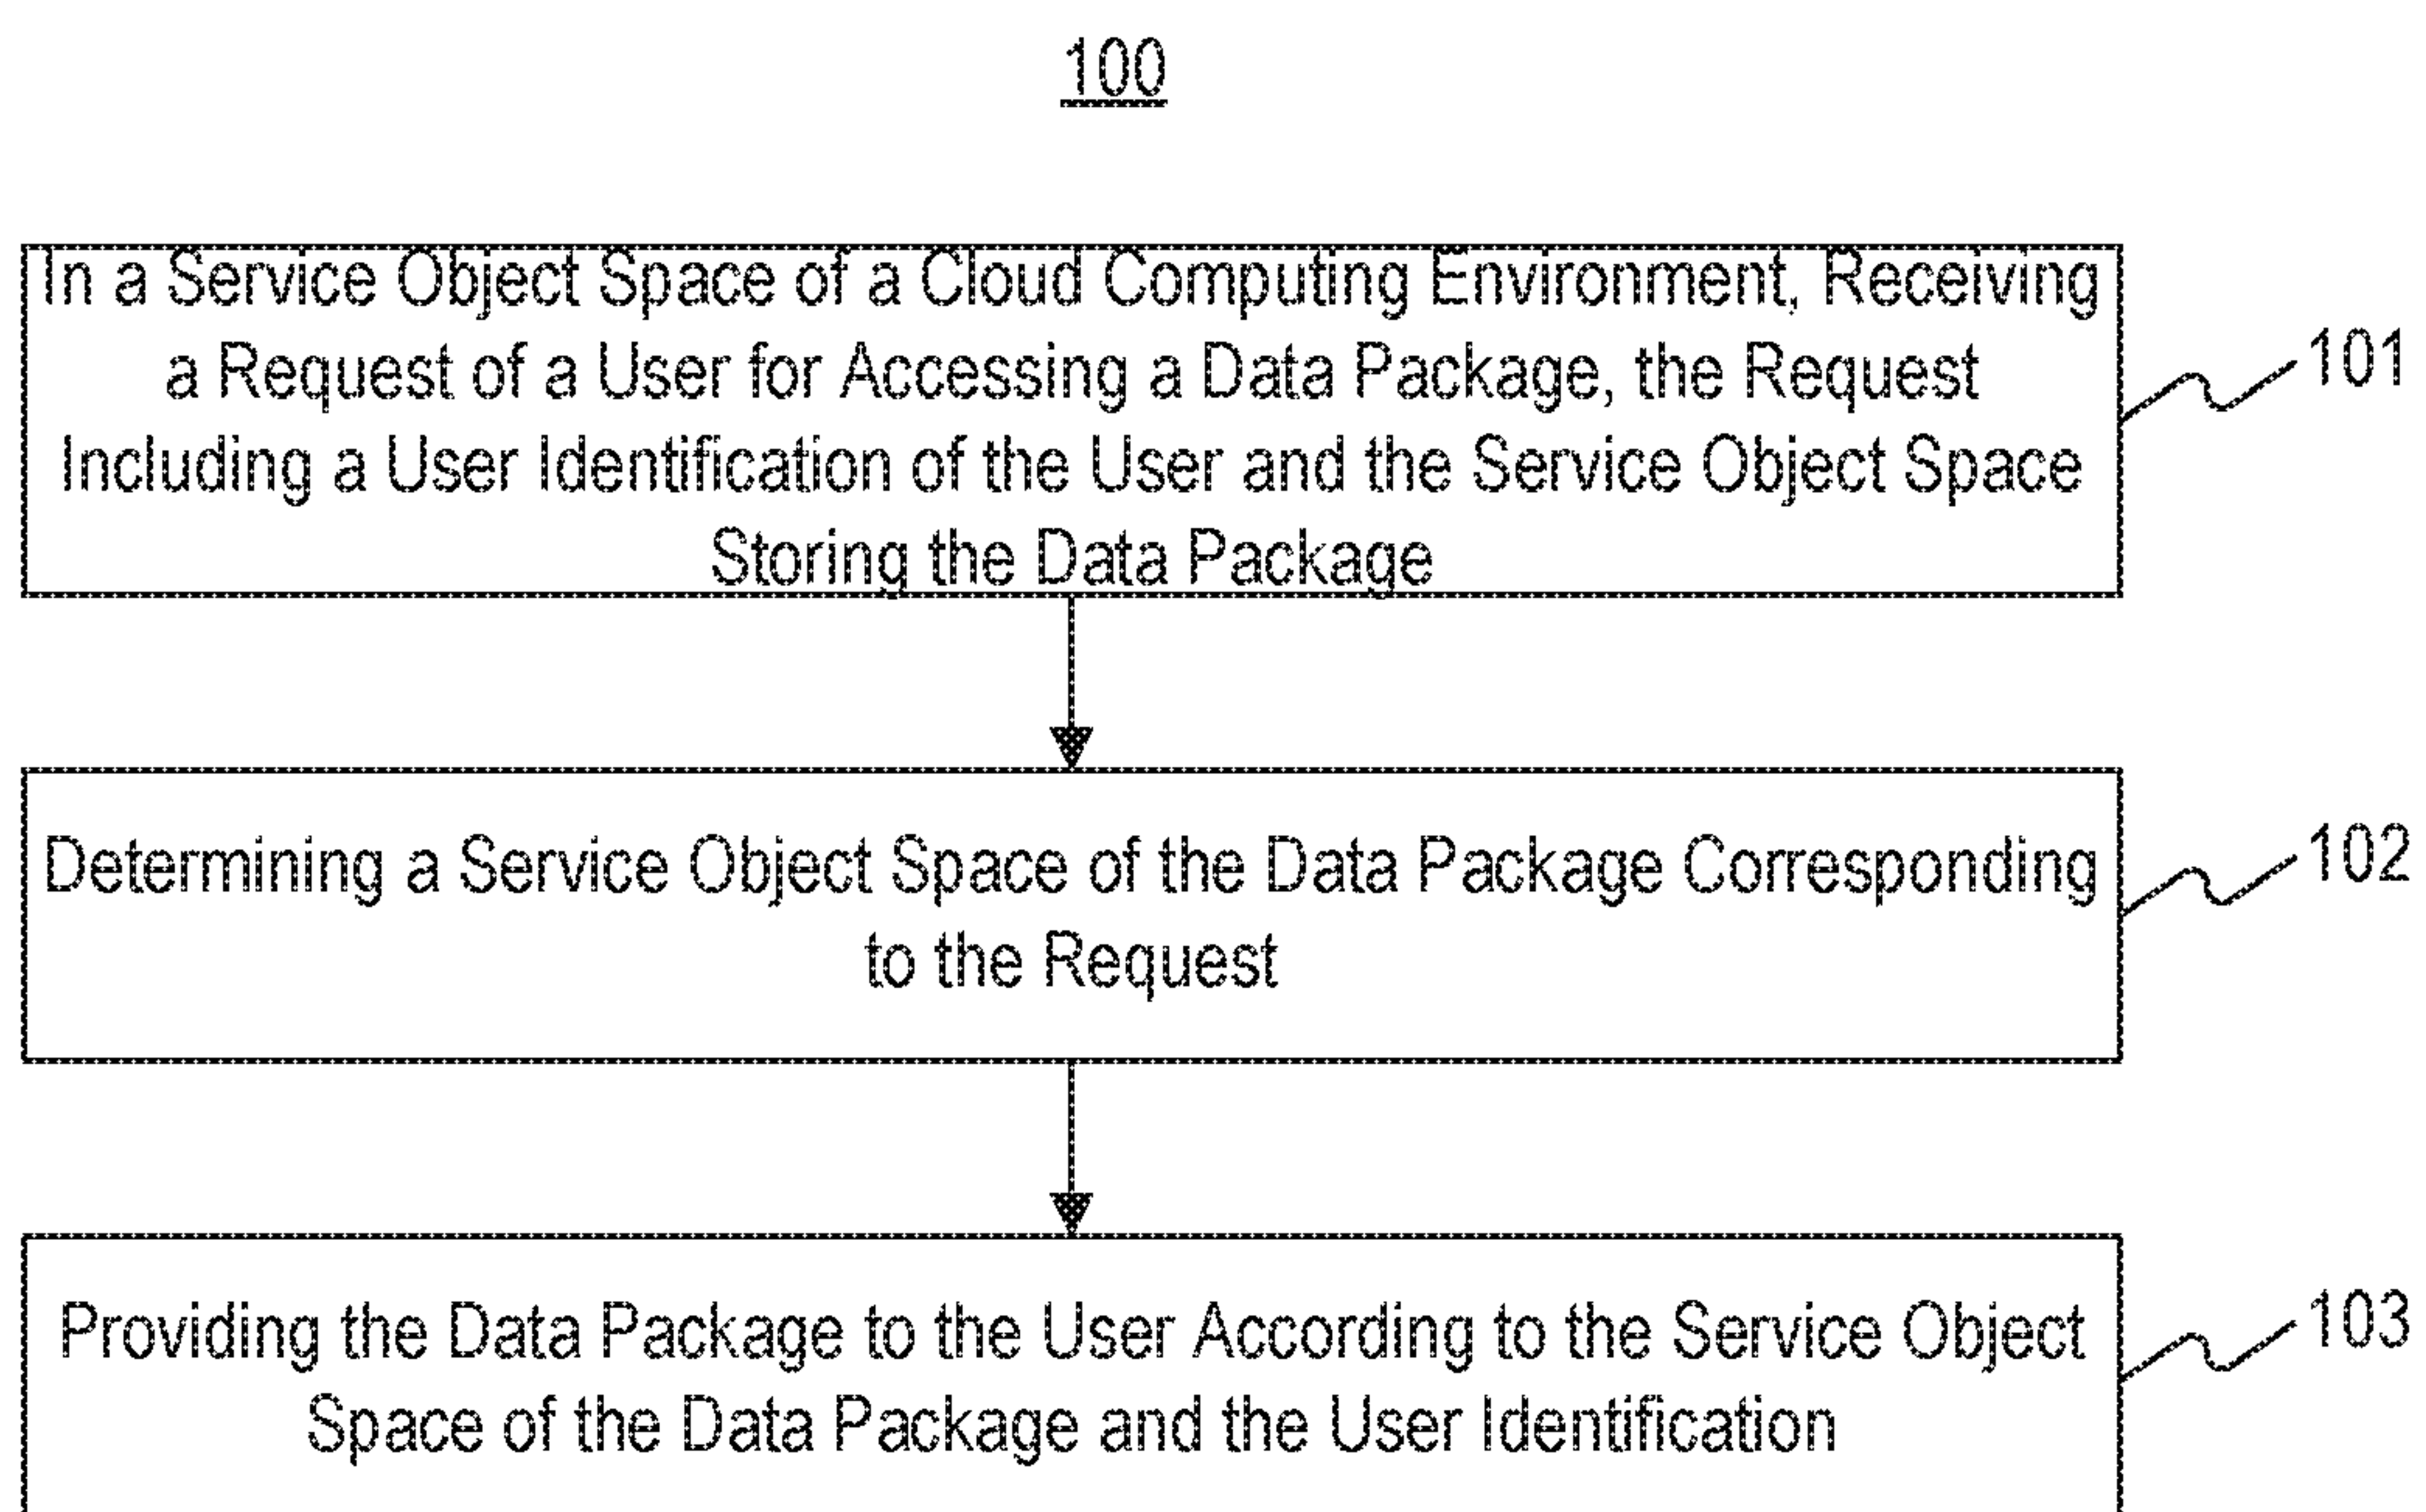 100
In a Service Object Space of a Cloud Computing Environment, Receiving
a Request of a User for Accessing a Data Package, the Request
Including a User Identification of the User and the Service Object Space
Storing the Data Package
101
Determining a Service Object Space of the Data Package Corresponding
to the Request
102
Providing the Data Package to the User According to the Service Object
Space of the Data Package and the User Identification
103